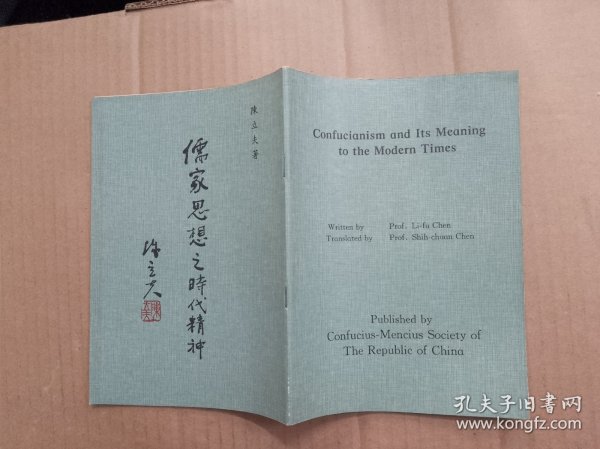 陳立夫著
儒家思想之時代精神
陳立夫
Confucianism and Its Meaning
to the Modern Times
Written by Prof. Li-fu Chen
Translated by Prof. Shih-chuan Chen
Published by
Confucius-Mencius Society of
The Republic of China
孔夫子旧书网
www.kongfz.com